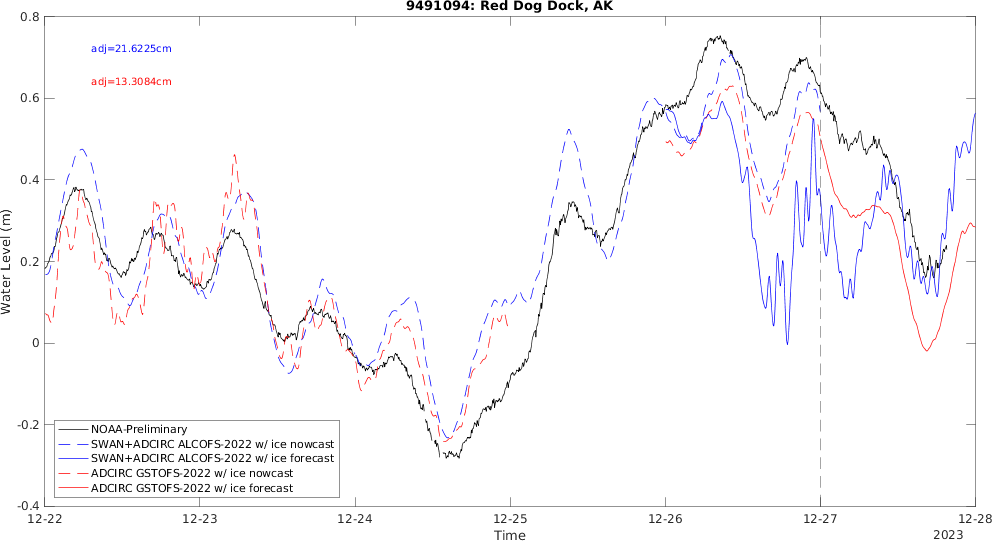 9491094: Red Dog Dock, AK
0.8
adj=21.6225cm
adj=13.3084cm
0.6
0.4
0.2
0
-0.2
-0.4
Water Level (m)
NOAA-Preliminary
SWAN+ADCIRC ALCOFS-2022 w/ ice nowcast
SWAN+ADCIRC ALCOFS-2022 w/ ice forecast
ADCIRC GSTOFS-2022 w/ ice nowcast
ADCIRC GSTOFS-2022 w/ ice forecast
12-22 12-23 12-24 12-25 12-26 12-27 12-28
Time
2023